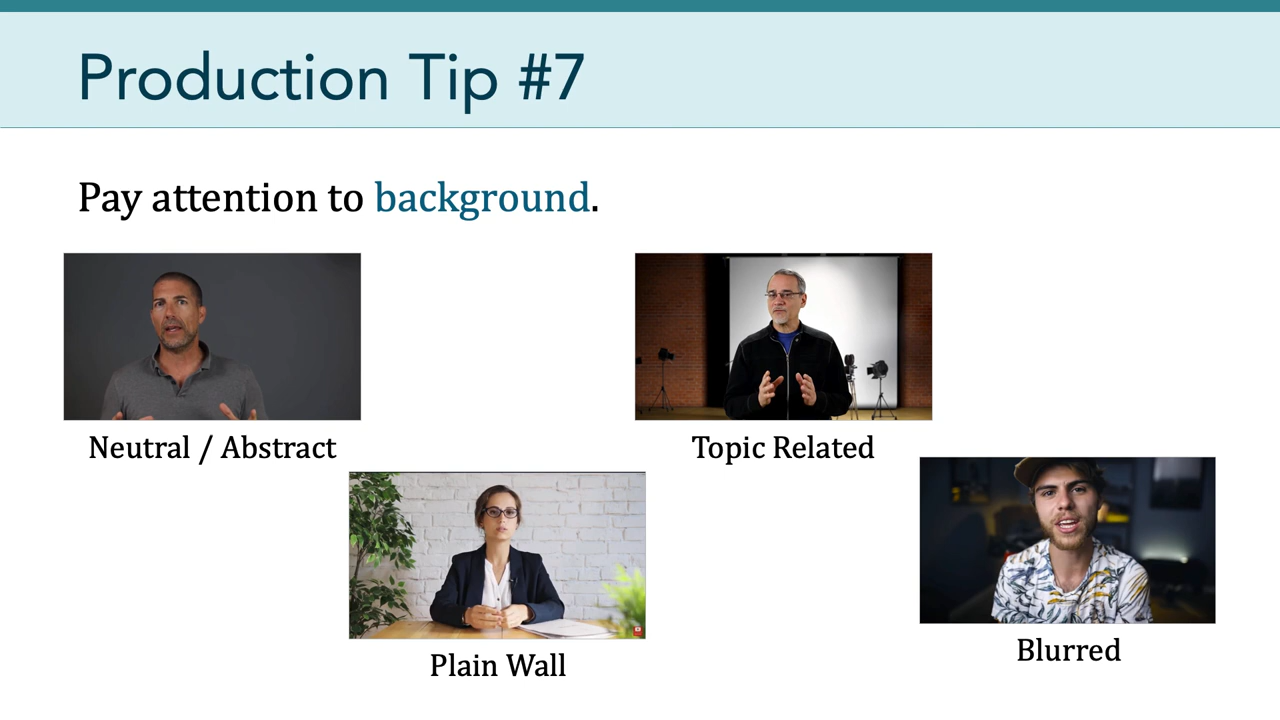 Production Tip #7
Pay attention to background.
Neutral / Abstract
Topic Related
Plain Wall
Blurred